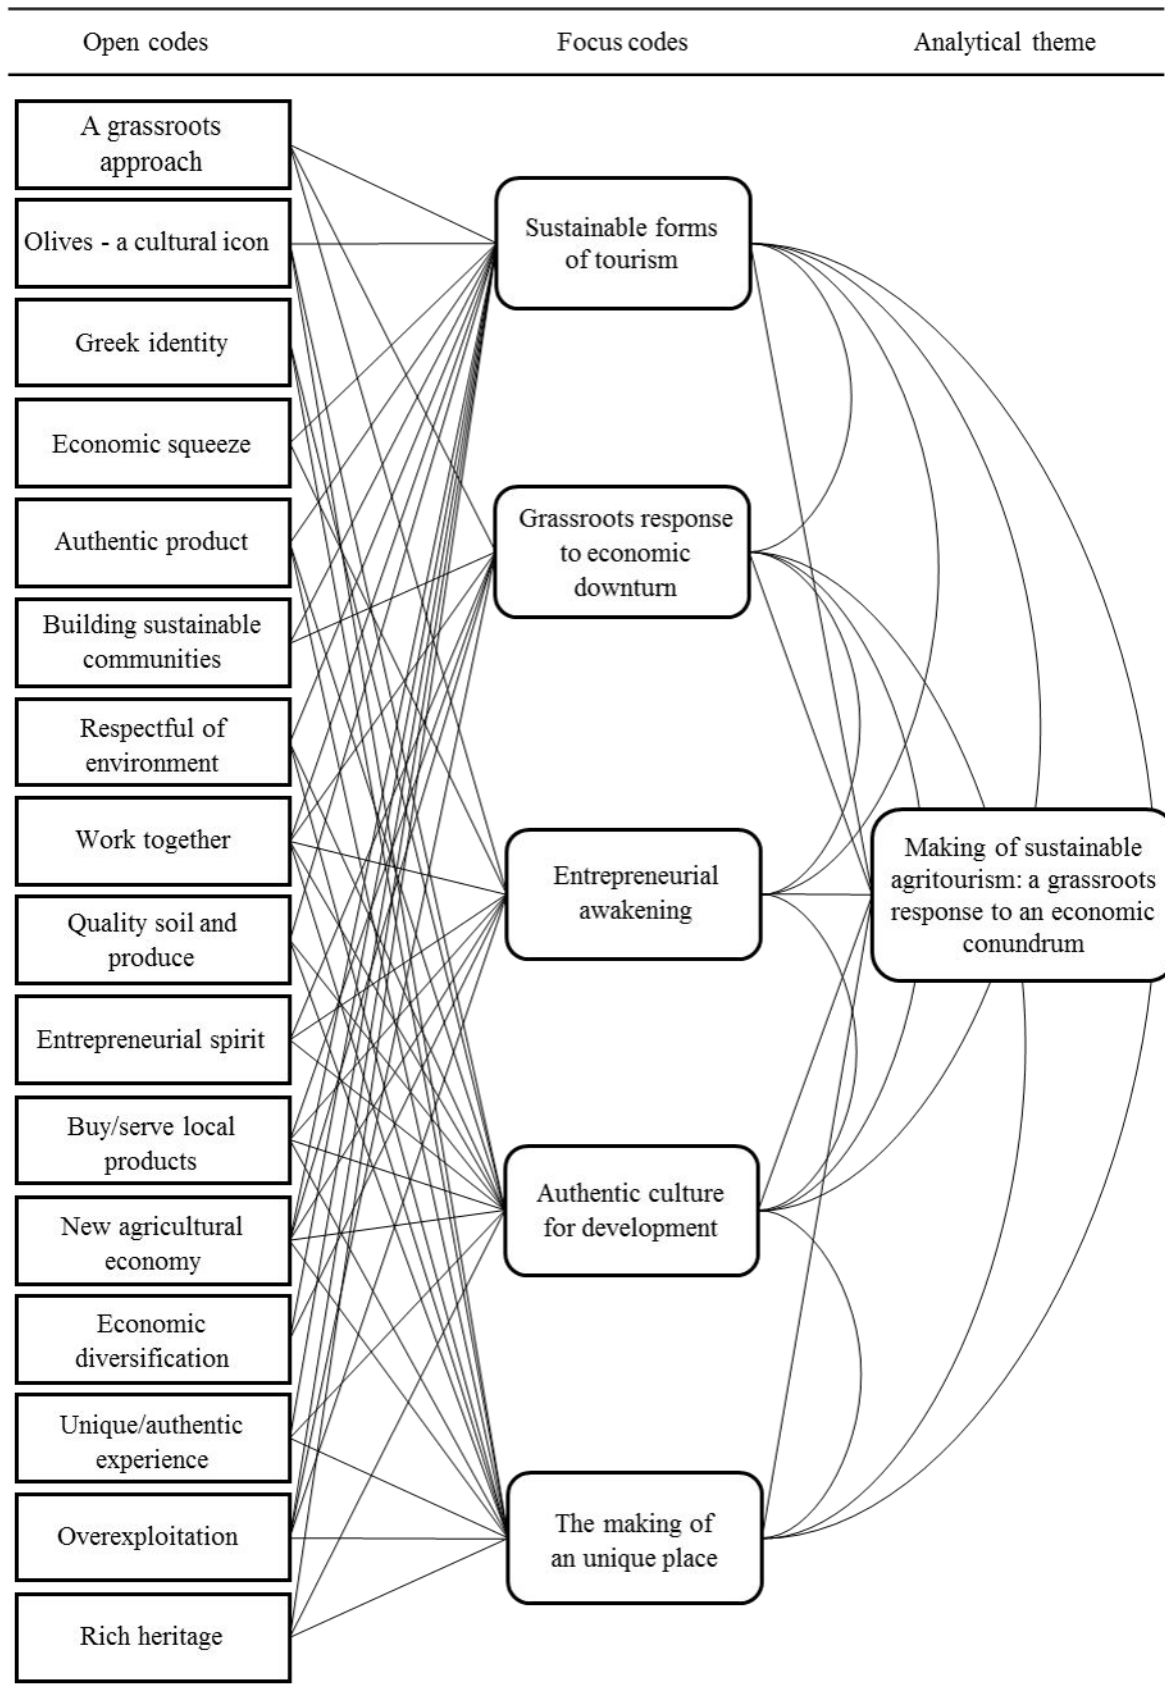 Open codes
Focus codes
Analytical theme
A grassroots
approach
Olives - a cultural icon
Greek identity
Economic squeeze
Authentic product
Building sustainable
communities
Respectful of
environment
Work together
Quality soil and
produce
Entrepreneurial spirit
Buy/serve local
products
New agricultural
economy
Economic
diversification
Unique/authentic
experience
Overexploitation
Rich heritage
Sustainable forms
of tourism
Grassroots response
to economic
downturn
Entrepreneurial
awakening
Authentic culture
for development
The making of
an unique place
Making of sustainable
agritourism: a grassroots
response to an economic
conundrum